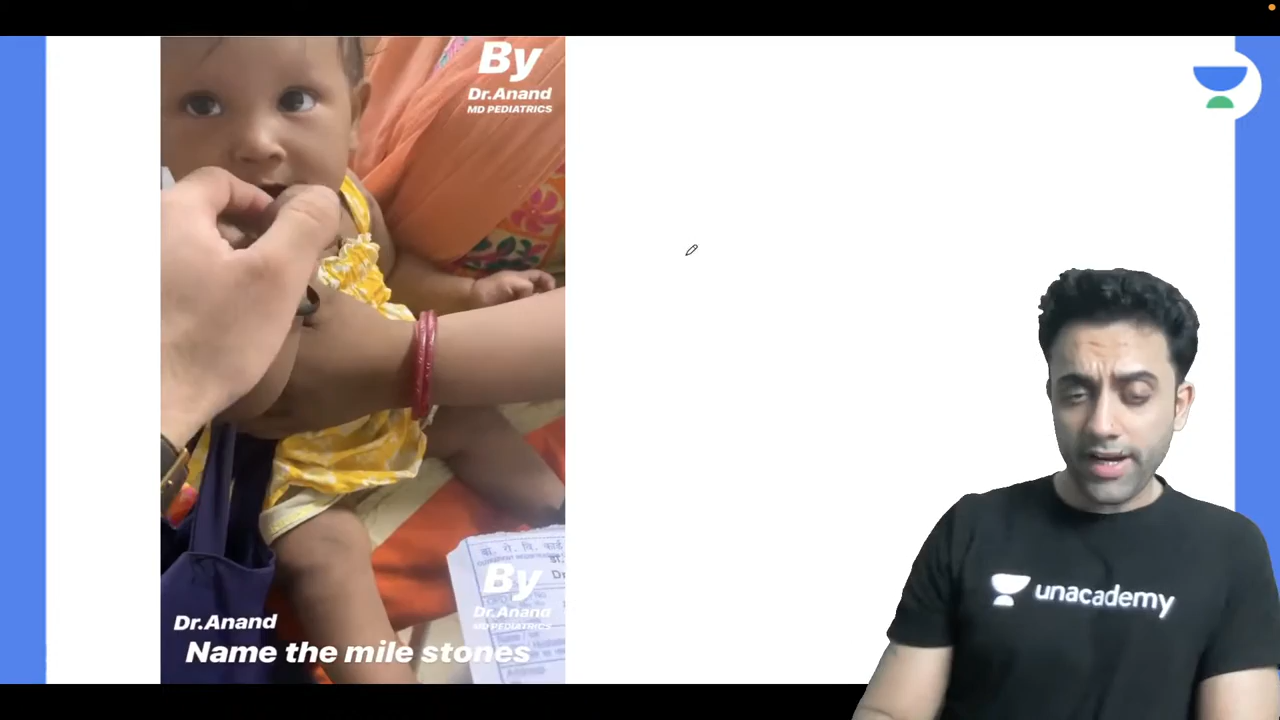 By
Dr.Anand
MD PEDIATRICS
By
Dr.Anand
MD PEDIATRICS
Dr.Anand
Name the mile stones
unacademy